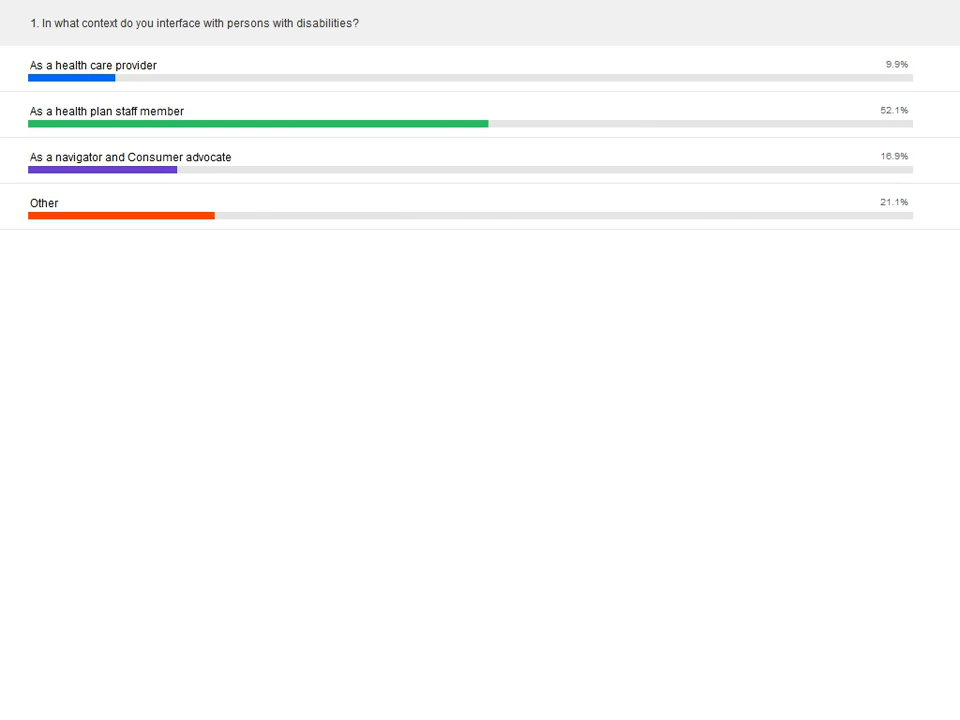 1. In what context do you interface with persons with disabilities?
As a health care provider 9.9%
As a health plan staff member 52.1%
As a navigator and Consumer advocate 16.9%
Other 21.1%